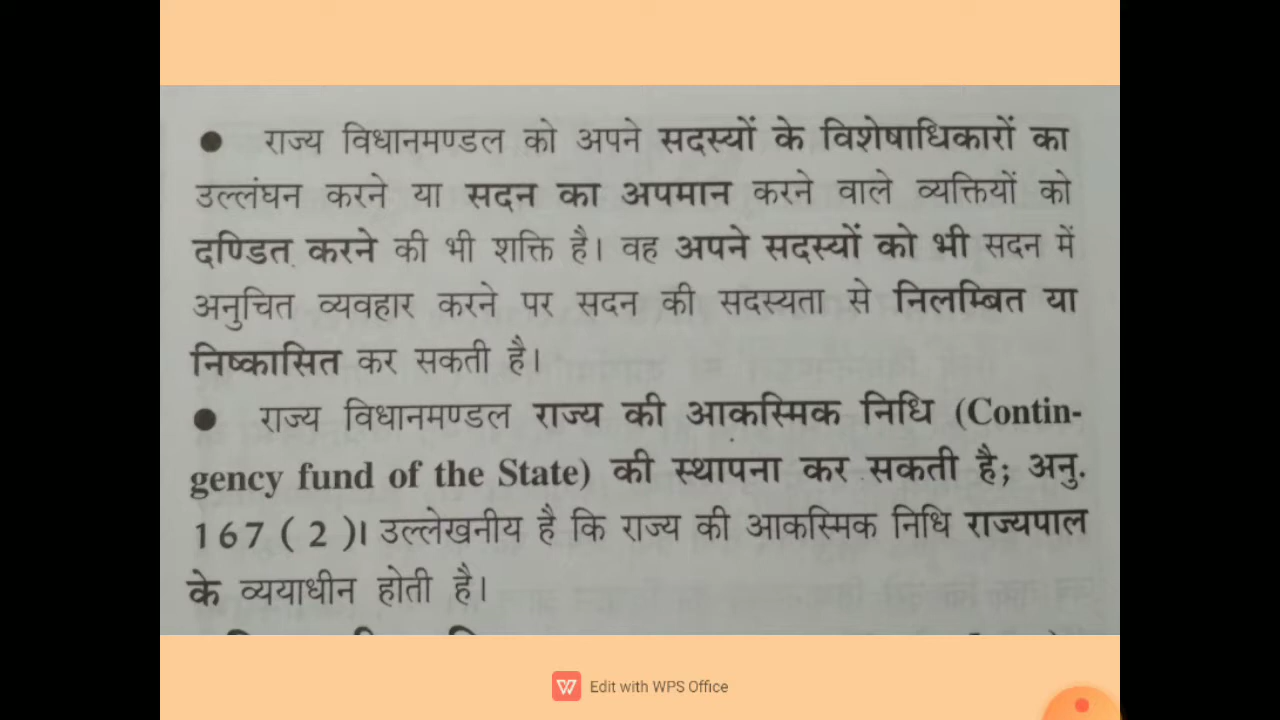 ● राज्य विधानमण्डल को अपने सदस्यों के विशेषाधिकारों का
उल्लंघन करने या सदन का अपमान करने वाले व्यक्तियों को
दण्डित करने की भी शक्ति है। वह अपने सदस्यों को भी सदन में
अनुचित व्यवहार करने पर सदन की सदस्यता से निलम्बित या
निष्कासित कर सकती है।
● राज्य विधानमण्डल राज्य की आकस्मिक निधि (Contin-
gency fund of the State) की स्थापना कर सकती है; अनु.
167 ( 2 )। उल्लेखनीय है कि राज्य की आकस्मिक निधि राज्यपाल
के व्ययाधीन होती है।
Edit with WPS Office